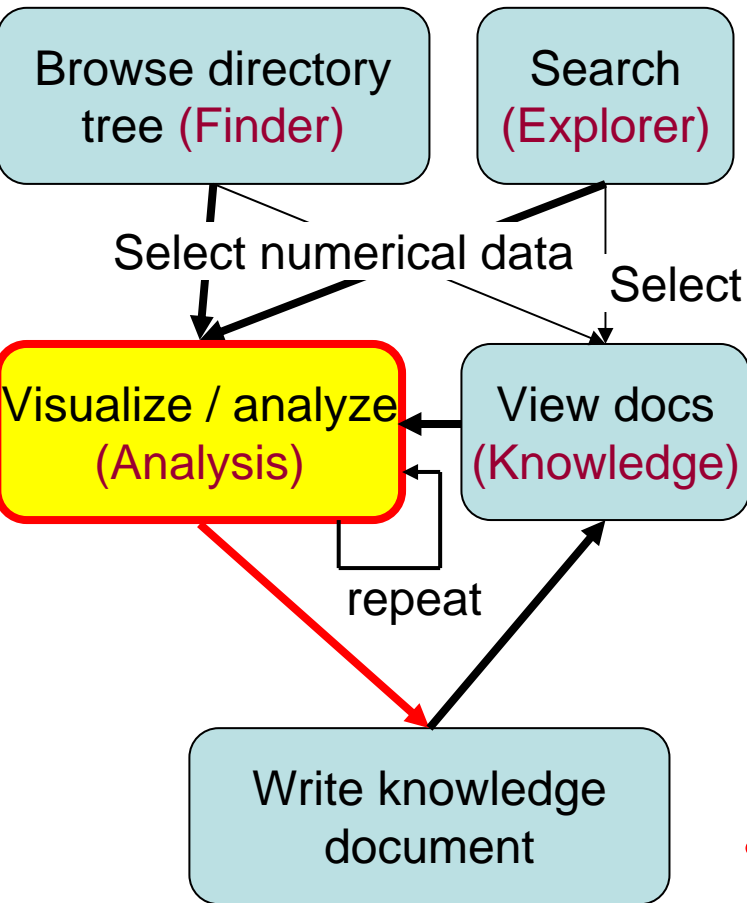 Browse directory
tree (Finder)
Search
(Explorer)
Select numerical data
Select
Visualize / analyze
(Analysis)
View docs
(Knowledge)
repeat
Write knowledge
document